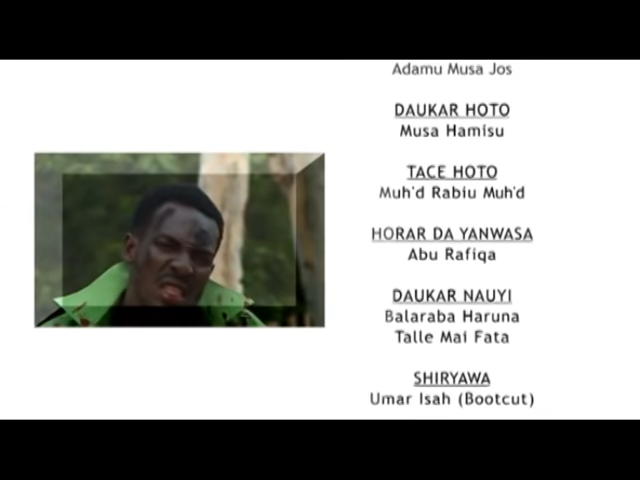 Adamu Musa Jos
DAUKAR HOTO
Musa Hamisu
TACE HOTO
Muh'd Rabiu Muh'd
HORAR DA YANWASA
Abu Rafiqa
DAUKAR NAUYI
Balaraba Haruna
Talle Mai Fata
SHIRYAWA
Umar Isah (Bootcut)